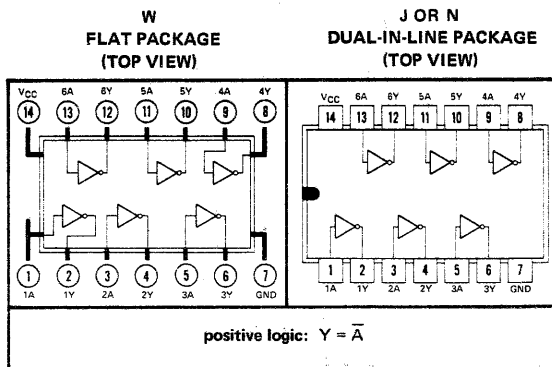 W
FLAT PACKAGE
(TOP VIEW)
VCC 6A 6Y 5A 5Y 4A 4Y
14 13 12 11 10 9 8
1 2 3 4 5 6 7
1A 1Y 2A 2Y 3A 3Y GND
J OR N
DUAL-IN-LINE PACKAGE
(TOP VIEW)
VCC 6A 6Y 5A 5Y 4A 4Y
14 13 12 11 10 9 8
1 2 3 4 5 6 7
1A 1Y 2A 2Y 3A 3Y GND
positive logic: Y = A̅